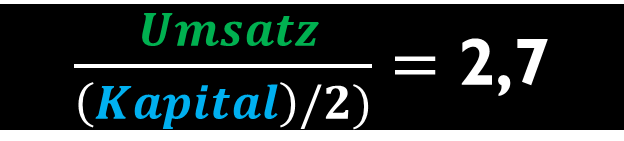 Umsatz
(Kapital)/2)
= 2,7